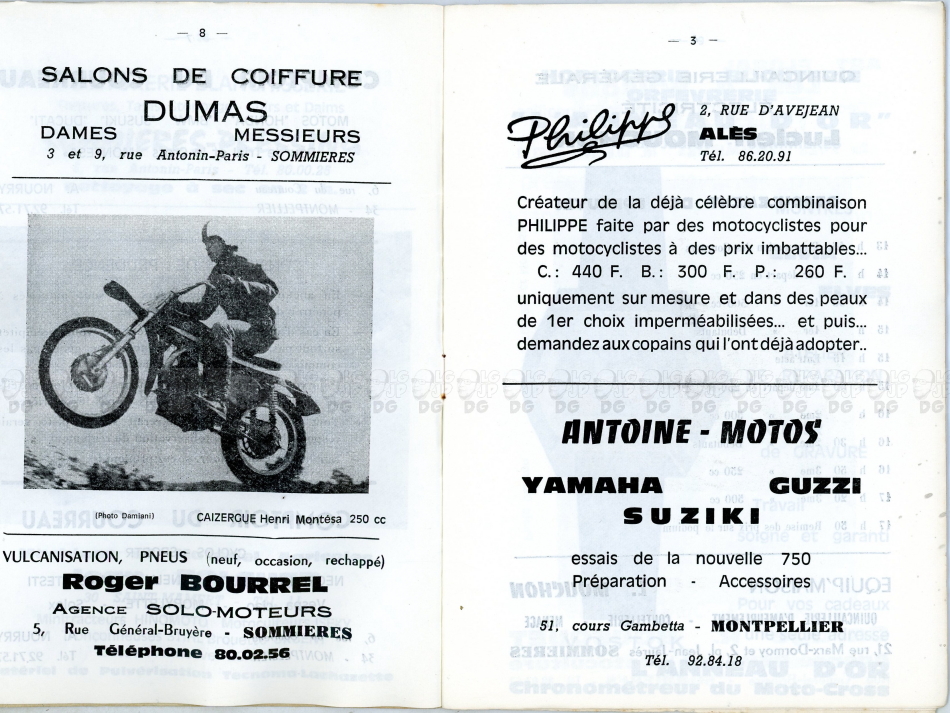 — 8 —
SALONS DE COIFFURE
DUMAS
DAMES MESSIEURS
3 et 9, rue Antonin-Paris - SOMMIERES
(Photo Damiani) CAIZERGUE Henri Montésa 250 cc
VULCANISATION, PNEUS (neuf, occasion, rechappé)
Roger BOURREL
AGENCE SOLO-MOTEURS
5, Rue Général-Bruyère - SOMMIERES
Téléphone 80.02.56
— 3 —
Philippe
2, RUE D'AVEJEAN
ALÈS
Tél. 86.20.91
Créateur de la déjà célèbre combinaison
PHILIPPE faite par des motocyclistes pour
des motocyclistes à des prix imbattables...
C.: 440 F. B.: 300 F. P.: 260 F.
uniquement sur mesure et dans des peaux
de 1er choix imperméabilisées... et puis...
demandez aux copains qui l'ont déjà adopter..
ANTOINE - MOTOS
YAMAHA GUZZI
SUZIKI
essais de la nouvelle 750
Préparation - Accessoires
51, cours Gambetta - MONTPELLIER
Tél. 92.84.18